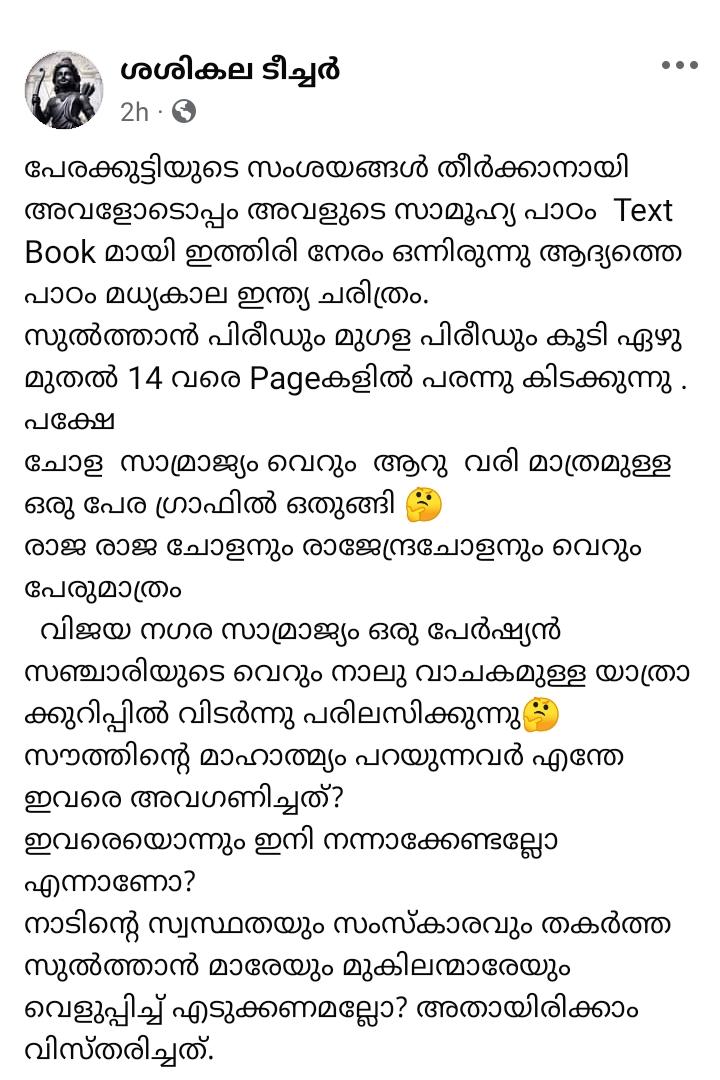 ശശികല ടീച്ചർ
2h ·
പേരക്കുട്ടിയുടെ സംശയങ്ങൾ തീർക്കാനായി
അവളോടൊപ്പം അവളുടെ സാമൂഹ്യ പാഠം Text
Book മായി ഇത്തിരി നേരം ഒന്നിരുന്നു ആദ്യത്തെ
പാഠം മധ്യകാല ഇന്ത്യ ചരിത്രം.
സുൽത്താൻ പിരീഡും മുഗള പിരീഡും കൂടി ഏഴു
മുതൽ 14 വരെ Pageകളിൽ പരന്നു കിടക്കുന്നു .
പക്ഷേ
ചോള സാമ്രാജ്യം വെറും ആറു വരി മാത്രമുള്ള
ഒരു പേര ഗ്രാഫിൽ ഒതുങ്ങി 🤔
രാജ രാജ ചോളനും രാജേന്ദ്രചോളനും വെറും
പേരുമാത്രം
വിജയ നഗര സാമ്രാജ്യം ഒരു പേർഷ്യൻ
സഞ്ചാരിയുടെ വെറും നാലു വാചകമുള്ള യാത്രാ
ക്കുറിപ്പിൽ വിടർന്നു പരിലസിക്കുന്നു🤔
സൗത്തിന്റെ മാഹാത്മ്യം പറയുന്നവർ എന്തേ
ഇവരെ അവഗണിച്ചത്?
ഇവരെയൊന്നും ഇനി നന്നാക്കേണ്ടല്ലോ
എന്നാണോ?
നാടിന്റെ സ്വസ്ഥതയും സംസ്കാരവും തകർത്ത
സുൽത്താൻ മാരേയും മുകിലന്മാരേയും
വെളുപ്പിച്ച് എടുക്കണമല്ലോ? അതായിരിക്കാം
വിസ്തരിച്ചത്.